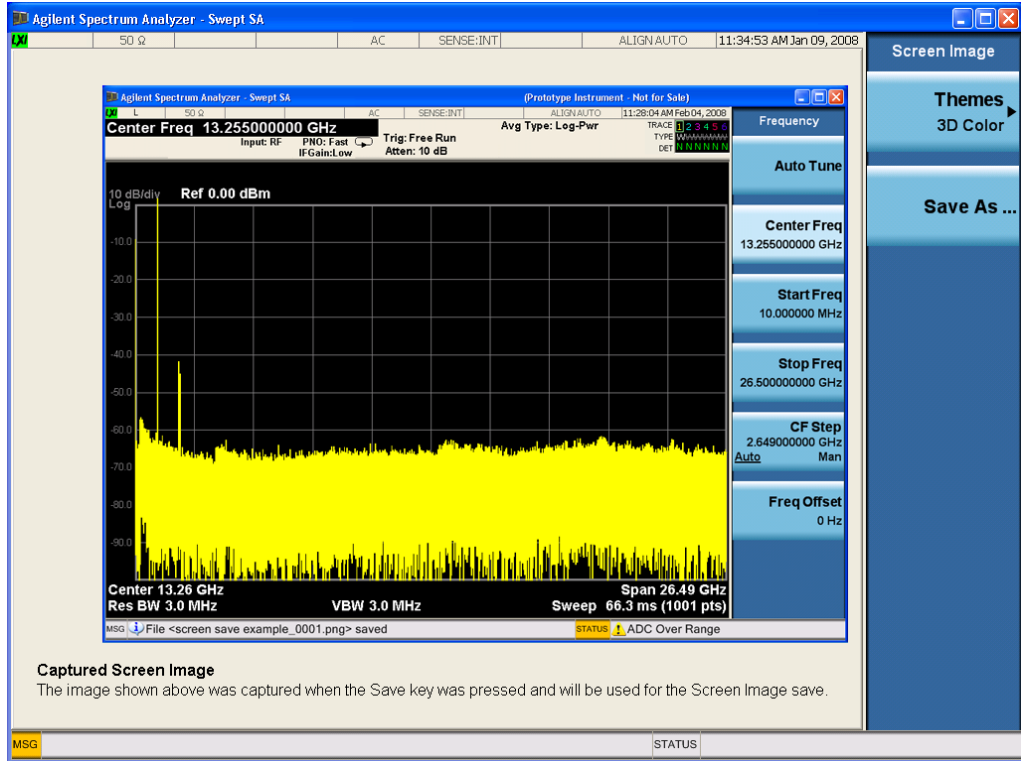 Agilent Spectrum Analyzer - Swept SA
LXI 50 Ω AC SENSE:INT ALIGN AUTO 11:34:53 AM Jan 09, 2008
Screen Image
Themes
3D Color
Save As ...
Agilent Spectrum Analyzer - Swept SA (Prototype Instrument - Not for Sale)
L 50 Ω AC SENSE:INT ALIGN AUTO 11:28:04 AM Feb 04, 2008
Center Freq 13.255000000 GHz
Input: RF PNO: Fast
IFGain:Low
Trig: Free Run
Atten: 10 dB
Avg Type: Log-Pwr
TRACE 1 2 3 4 5 6
TYPE WWWWWW
DET N N N N N N
10 dB/div Ref 0.00 dBm
Log
-10.0
-20.0
-30.0
-40.0
-50.0
-60.0
-70.0
-80.0
-90.0
Center 13.26 GHz Span 26.49 GHz
Res BW 3.0 MHz VBW 3.0 MHz Sweep 66.3 ms (1001 pts)
MSG File <screen save example_0001.png> saved STATUS ADC Over Range
Frequency
Auto Tune
Center Freq
13.255000000 GHz
Start Freq
10.000000 MHz
Stop Freq
26.500000000 GHz
CF Step
2.649000000 GHz
Auto Man
Freq Offset
0 Hz
Captured Screen Image
The image shown above was captured when the Save key was pressed and will be used for the Screen Image save.
MSG STATUS